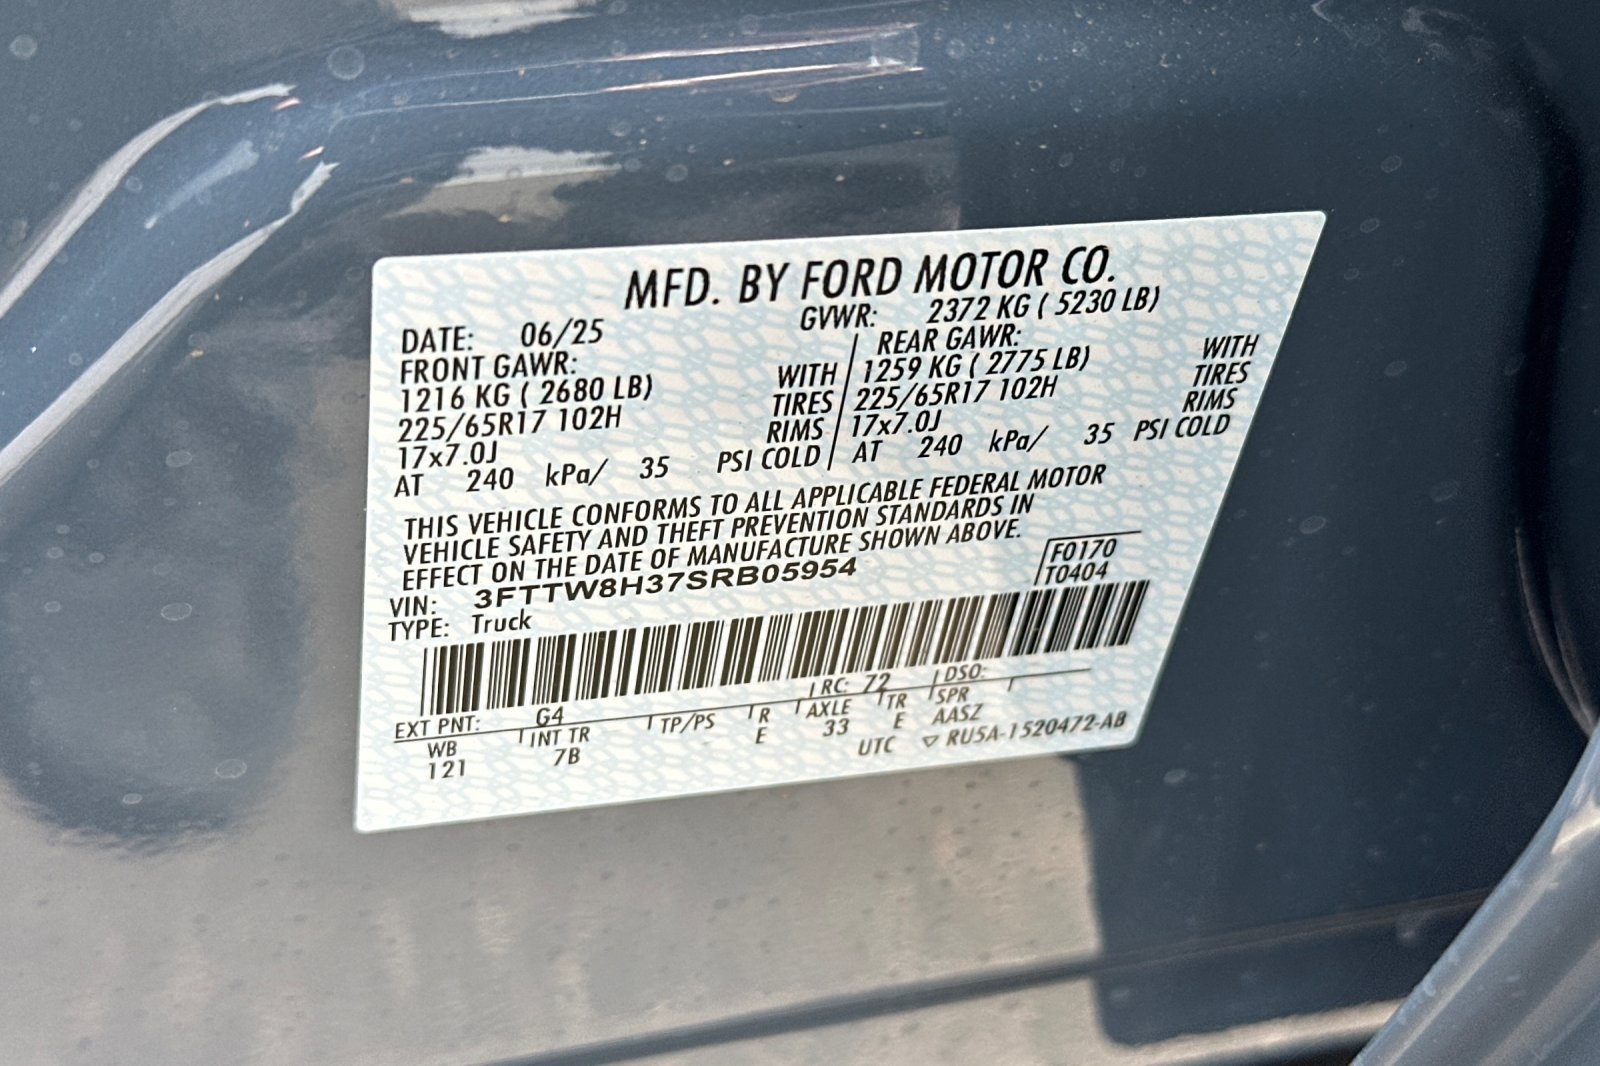 MFD. BY FORD MOTOR CO.
DATE: 06/25 GVWR: 2372 KG ( 5230 LB)
FRONT GAWR: REAR GAWR:
1216 KG ( 2680 LB) WITH 1259 KG ( 2775 LB) WITH
225/65R17 102H TIRES 225/65R17 102H TIRES
17x7.0J RIMS 17x7.0J RIMS
AT 240 kPa/ 35 PSI COLD AT 240 kPa/ 35 PSI COLD
THIS VEHICLE CONFORMS TO ALL APPLICABLE FEDERAL MOTOR
VEHICLE SAFETY AND THEFT PREVENTION STANDARDS IN
EFFECT ON THE DATE OF MANUFACTURE SHOWN ABOVE.
VIN: 3FTTW8H37SRB05954 F0170
TYPE: Truck T0404
EXT PNT: G4 RC: 72 DSO:
WB INT TR TP/PS R AXLE TR SPR
121 7B E 33 E AASZ
UTC ▽ RU5A-1520472-AB